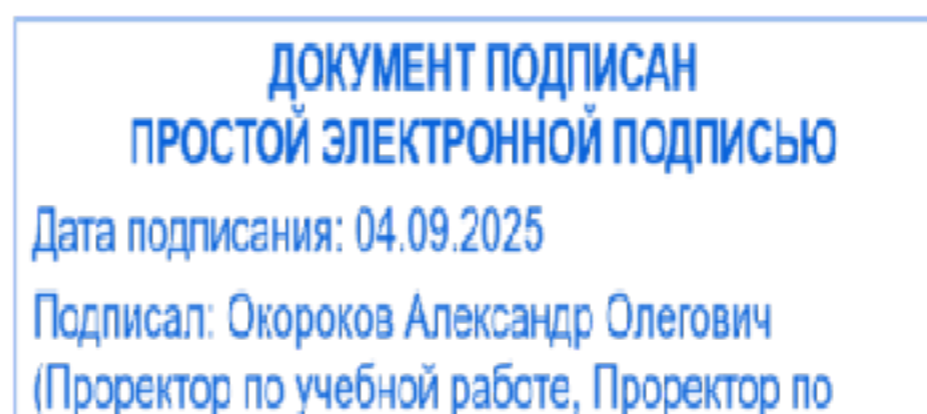 ДОКУМЕНТ ПОДПИСАН
ПРОСТОЙ ЭЛЕКТРОННОЙ ПОДПИСЬЮ
Дата подписания: 04.09.2025
Подписал: Окороков Александр Олегович
(Проректор по учебной работе, Проректор по